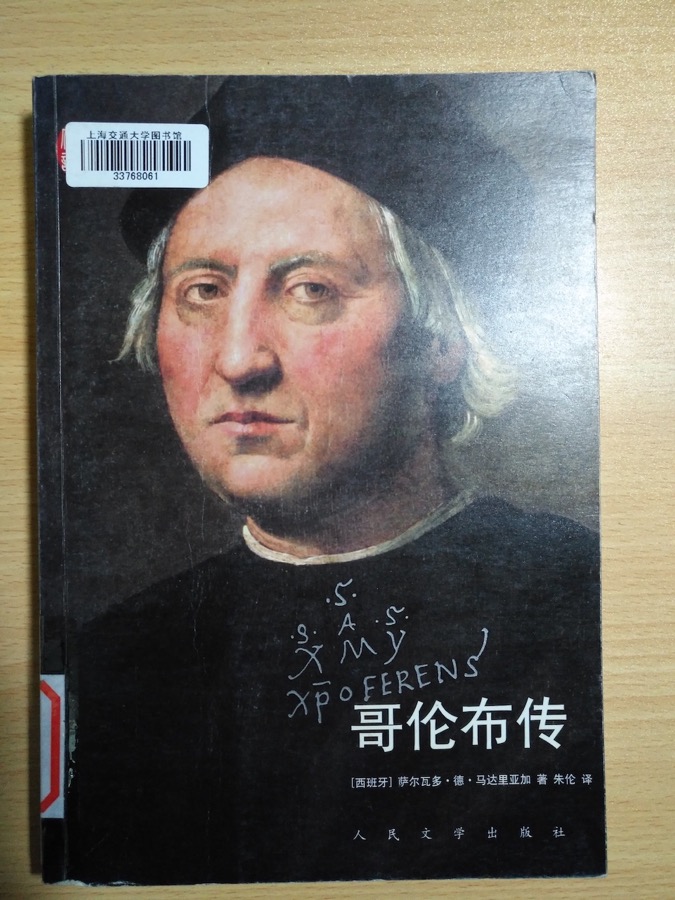 上海交通大学图书馆
33768061
.S.
.S. A .S.
X M Y
Xp̄o FERENS
哥伦布传
[西班牙] 萨尔瓦多·德·马达里亚加 著 朱伦 译
人民文学出版社